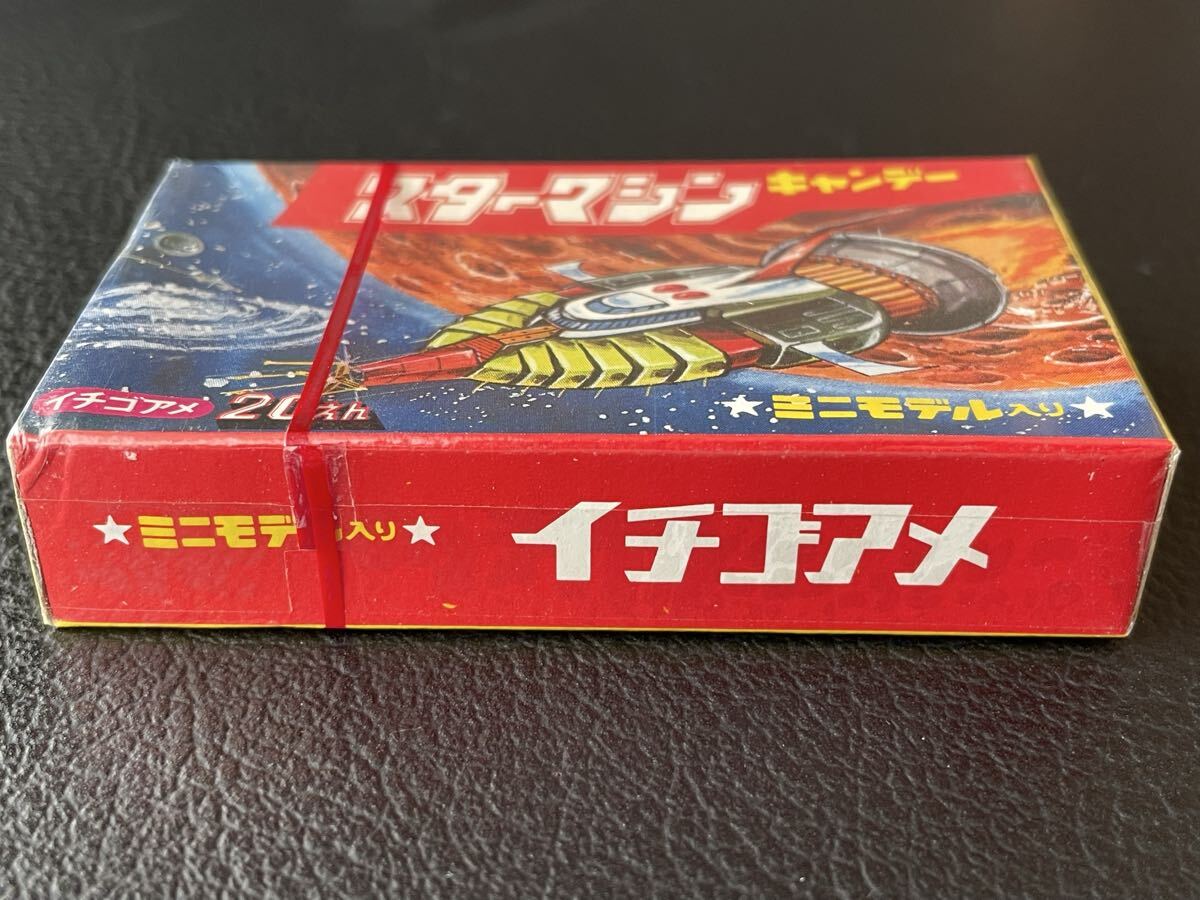 スターマシン キャンデー
イチゴアメ 20えん
★ミニモデル入り★
★ミニモデル入り★
イチゴアメ